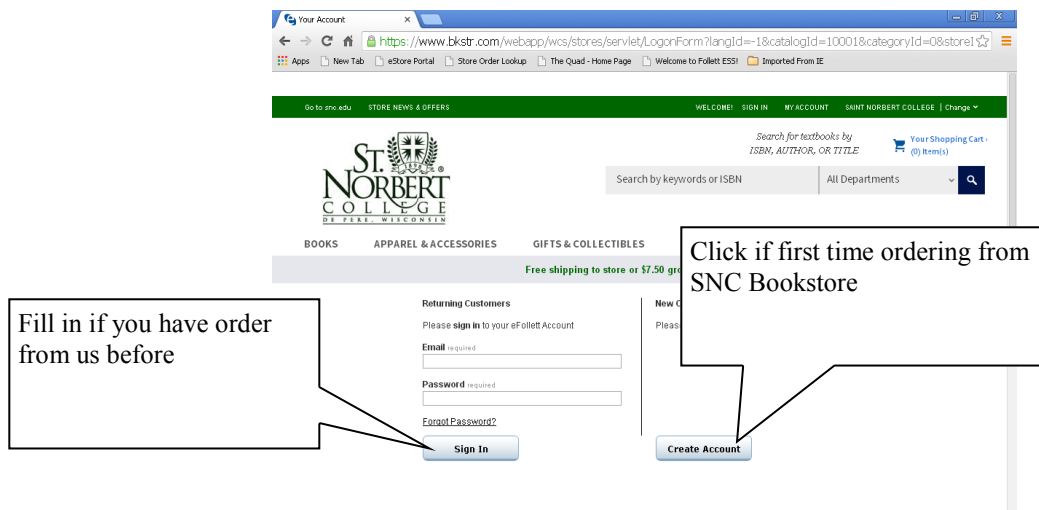 Your Account
https://www.bkstr.com/webapp/wcs/stores/servlet/LogonForm?langId=-1&catalogId=10001&categoryId=0&storeI
Apps New Tab eStore Portal Store Order Lookup The Quad - Home Page Welcome to Follett ESS! Imported From IE
Go to snc.edu STORE NEWS & OFFERS WELCOME! SIGN IN MY ACCOUNT SAINT NORBERT COLLEGE | Change
Search for textbooks by
ISBN, AUTHOR, OR TITLE
Your Shopping Cart ›
(0) Item(s)
ST.
NORBERT
COLLEGE
DE PERE, WISCONSIN
Search by keywords or ISBN All Departments
BOOKS APPAREL & ACCESSORIES GIFTS & COLLECTIBLES
Free shipping to store or $7.50
Click if first time ordering from
SNC Bookstore
Fill in if you have order
from us before
Returning Customers
Please sign in to your eFollett Account
Email required
Password required
Forgot Password?
Sign In
New
Create Account